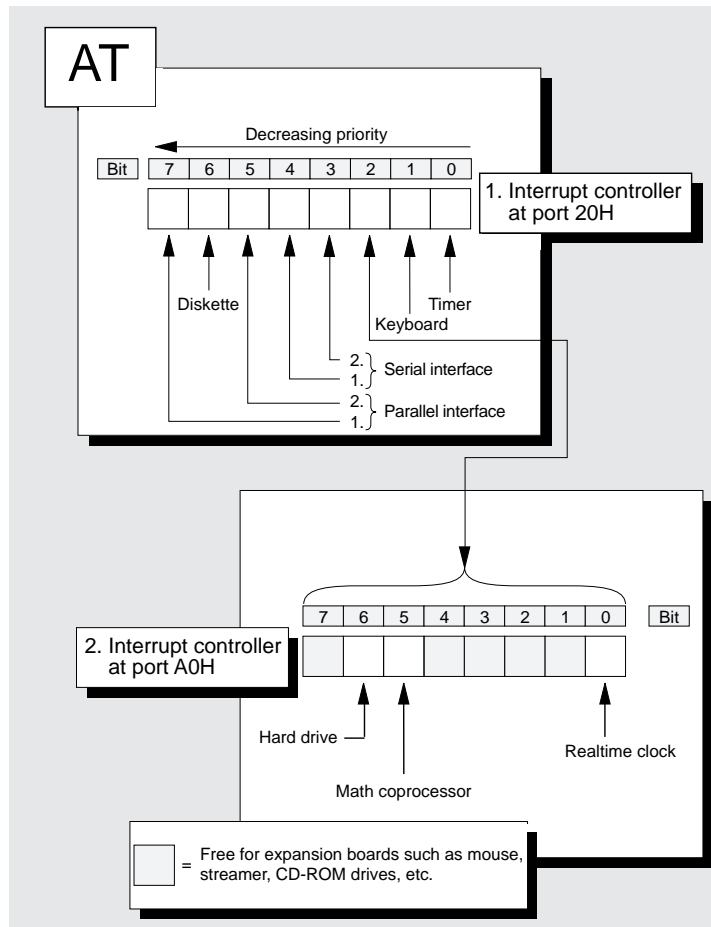 AT
Decreasing priority
Bit 7 6 5 4 3 2 1 0
1. Interrupt controller
at port 20H
Diskette
Timer
Keyboard
2.
1.
Serial interface
2.
1.
Parallel interface
7 6 5 4 3 2 1 0 Bit
2. Interrupt controller
at port A0H
Hard drive
Realtime clock
Math coprocessor
= Free for expansion boards such as mouse,
streamer, CD-ROM drives, etc.